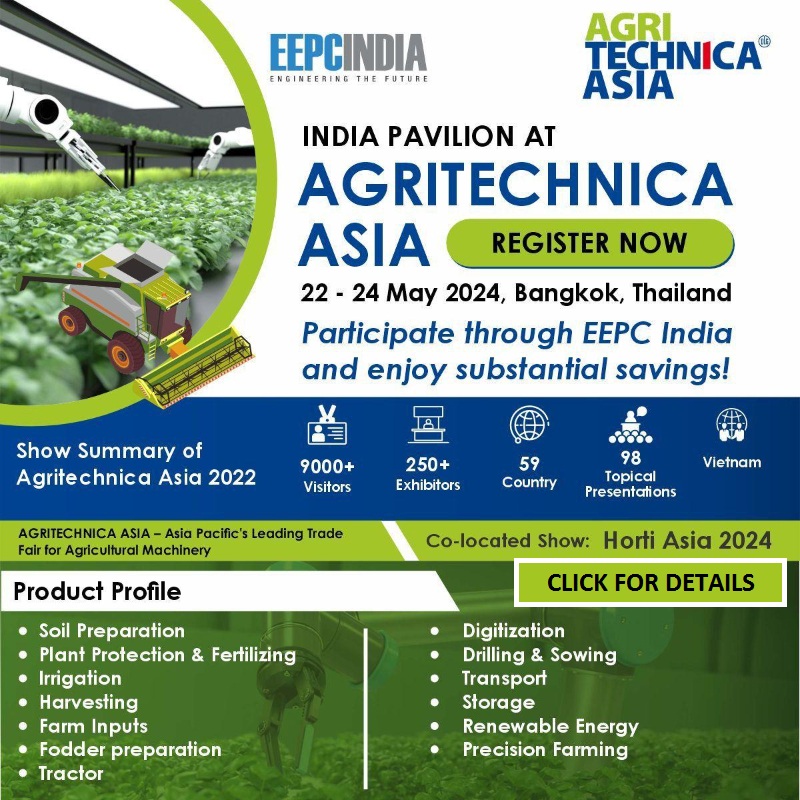 EEPCINDIA
ENGINEERING THE FUTURE
AGRI
TECHNICA
ASIA
INDIA PAVILION AT
AGRITECHNICA
ASIA
REGISTER NOW
22 - 24 May 2024, Bangkok, Thailand
Participate through EEPC India
and enjoy substantial savings!
Show Summary of
Agritechnica Asia 2022
9000+
Visitors
250+
Exhibitors
59
Country
98
Topical
Presentations
Vietnam
AGRITECHNICA ASIA – Asia Pacific's Leading Trade
Fair for Agricultural Machinery
Co-located Show: Horti Asia 2024
CLICK FOR DETAILS
Product Profile
• Soil Preparation
• Plant Protection & Fertilizing
• Irrigation
• Harvesting
• Farm Inputs
• Fodder preparation
• Tractor
• Digitization
• Drilling & Sowing
• Transport
• Storage
• Renewable Energy
• Precision Farming